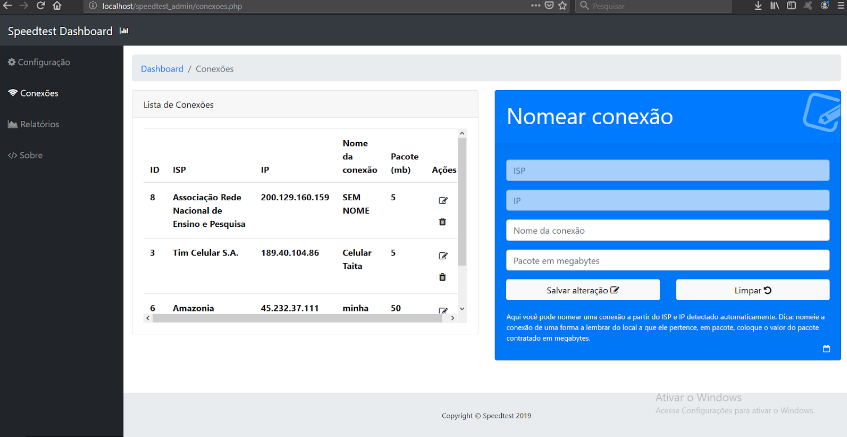 localhost/speedtest_admin/conexoes.php
Pesquisar
Speedtest Dashboard
Configuração
Conexões
Relatórios
Sobre
Dashboard / Conexões
Lista de Conexões
ID ISP IP Nome da conexão Pacote (mb) Ações
8 Associação Rede Nacional de Ensino e Pesquisa 200.129.160.159 SEM NOME 5
3 Tim Celular S.A. 189.40.104.86 Celular Taita 5
6 Amazonia 45.232.37.111 minha 50
Nomear conexão
ISP
IP
Nome da conexão
Pacote em megabytes
Salvar alteração
Limpar
Aqui você pode nomear uma conexão a partir do ISP e IP detectado automaticamente. Dica: nomeie a
conexão de uma forma a lembrar do local a que ele pertence, em pacote, coloque o valor do pacote
contratado em megabytes.
Ativar o Windows
Acesse Configurações para ativar o Windows.
Copyright © Speedtest 2019